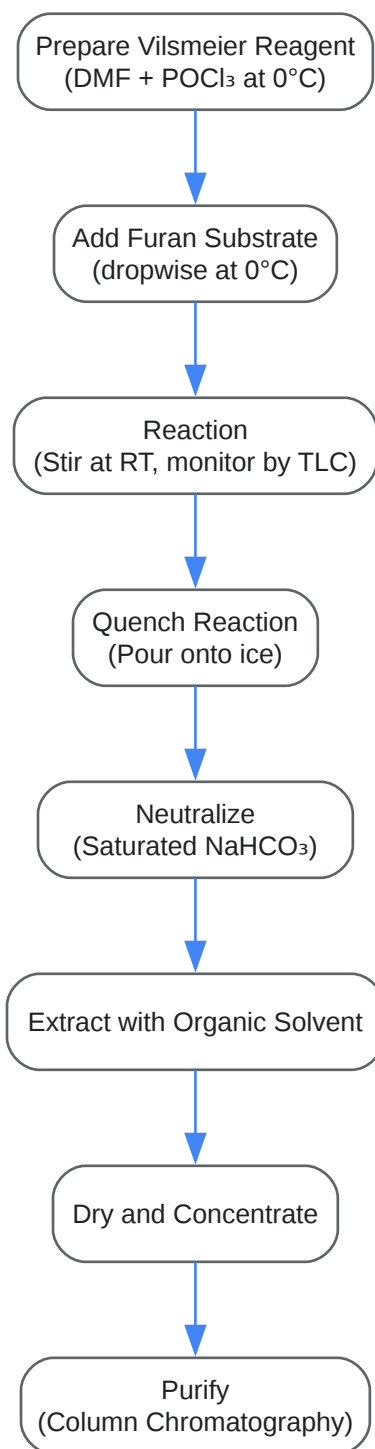 Prepare Vilsmeier Reagent
(DMF + POCl₃ at 0°C)
Add Furan Substrate
(dropwise at 0°C)
Reaction
(Stir at RT, monitor by TLC)
Quench Reaction
(Pour onto ice)
Neutralize
(Saturated NaHCO₃)
Extract with Organic Solvent
Dry and Concentrate
Purify
(Column Chromatography)